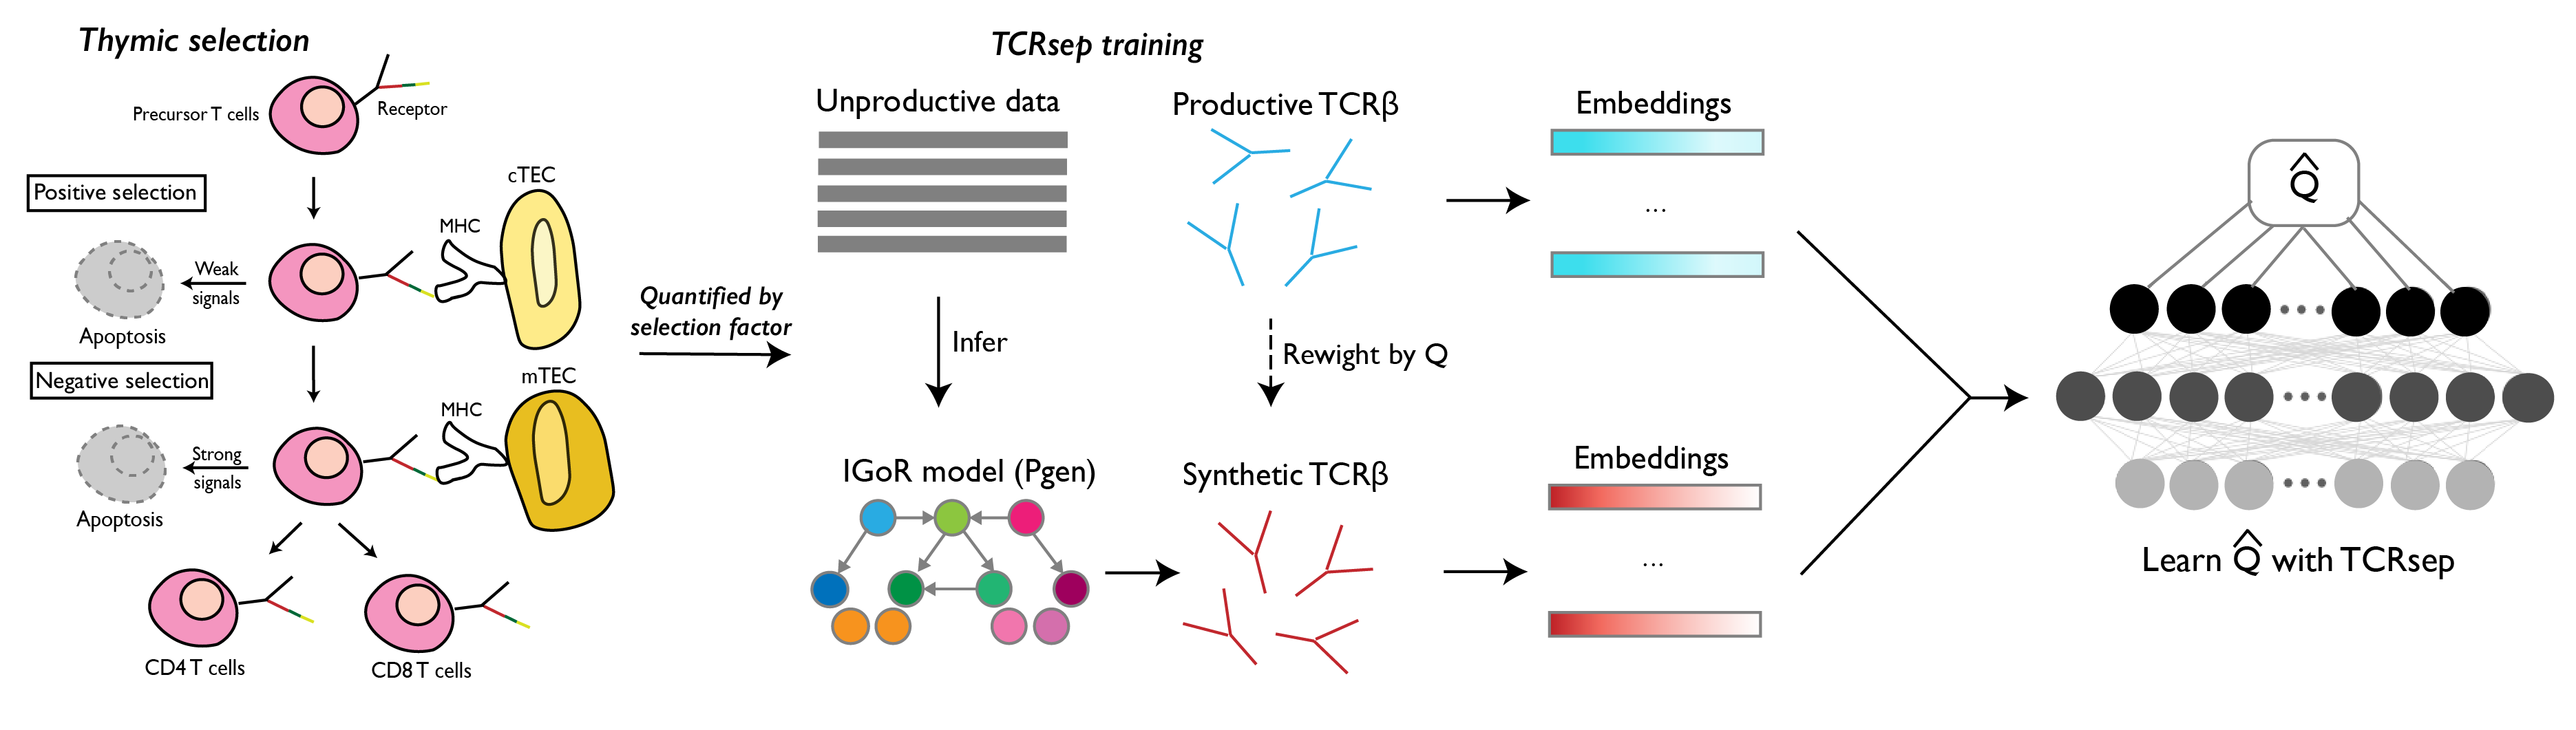 Thymic selection
Precursor T cells
Receptor
Positive selection
cTEC
MHC
Weak
signals
Apoptosis
Negative selection
mTEC
MHC
Strong
signals
Apoptosis
CD4 T cells
CD8 T cells
Quantified by
selection factor
TCRsep training
Unproductive data
Infer
IGoR model (Pgen)
Productive TCRβ
Rewight by Q
Synthetic TCRβ
Embeddings
...
Embeddings
...
Q̂
Learn Q̂ with TCRsep